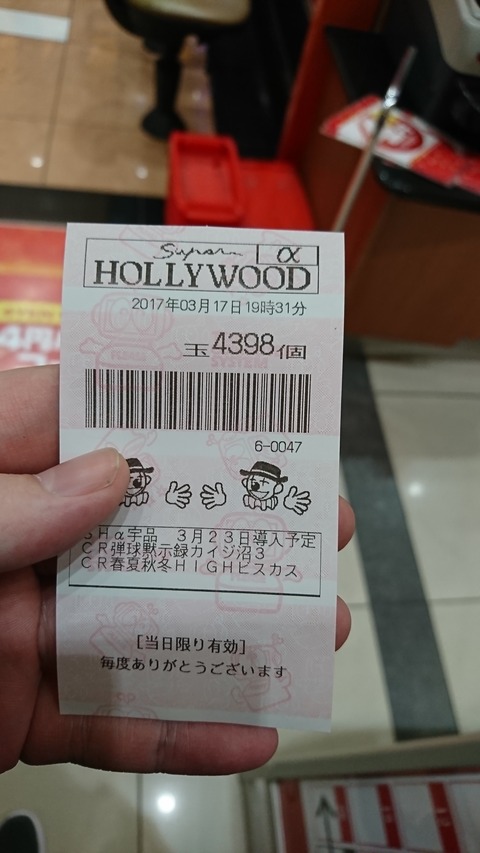 Super α
HOLLYWOOD
2017年03月17日19時31分
玉4398個
6-0047
SHα宇品 3月23日導入予定
CR弾球黙示録カイジ沼3
CR春夏秋冬HIGHビスカス
[当日限り有効]
毎度ありがとうございます